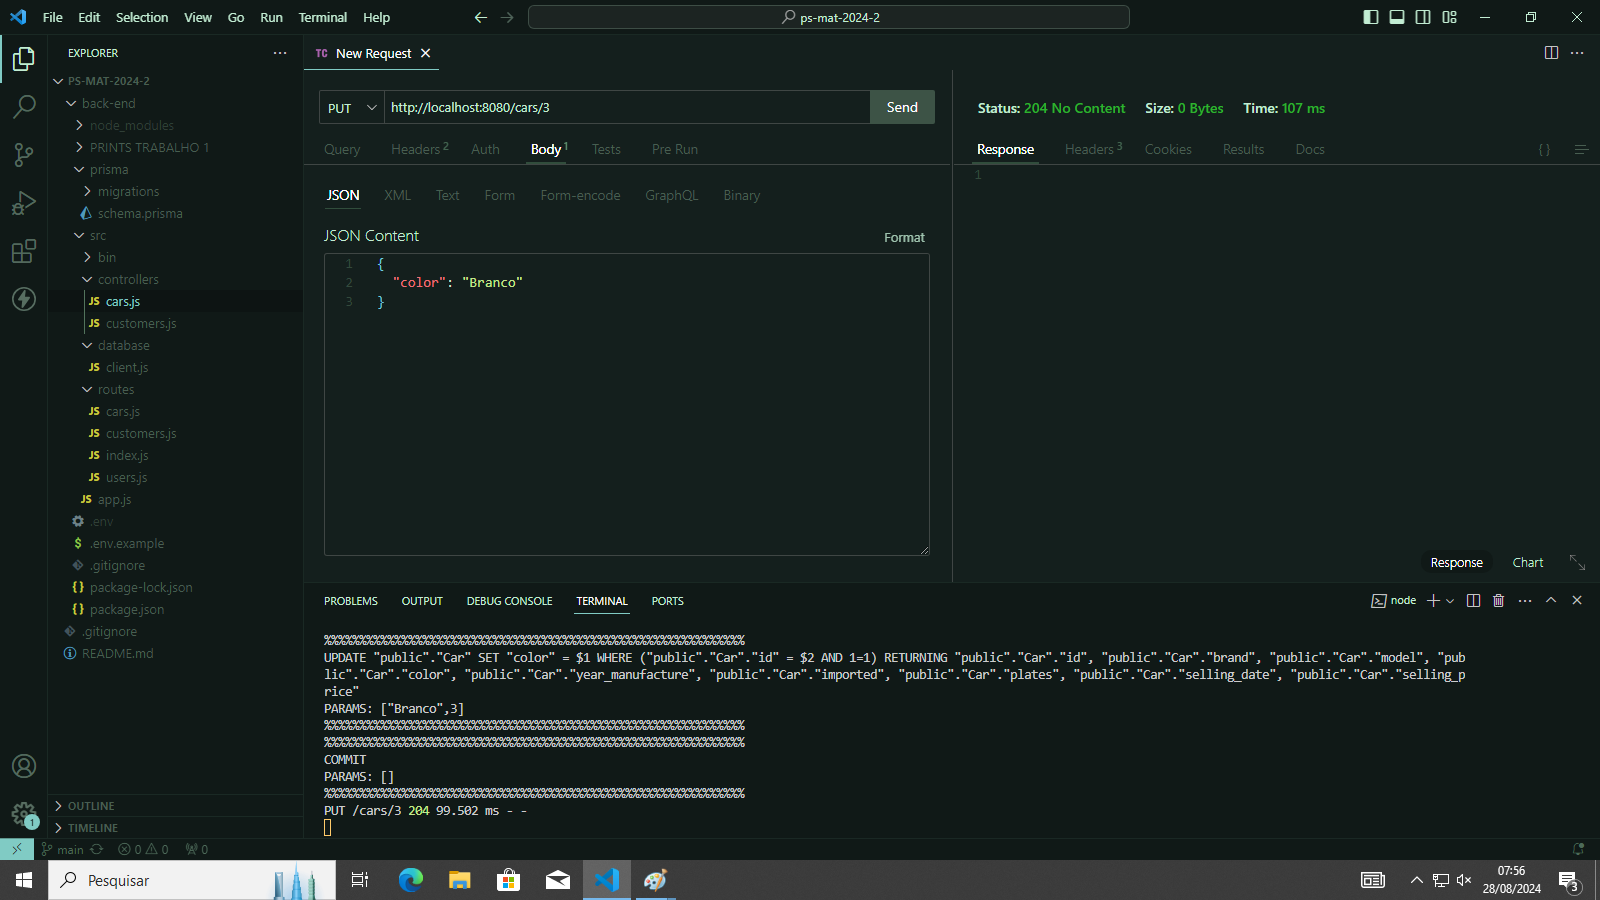 File Edit Selection View Go Run Terminal Help
ps-mat-2024-2
EXPLORER
PS-MAT-2024-2
back-end
node_modules
PRINTS TRABALHO 1
prisma
migrations
schema.prisma
src
bin
controllers
JS cars.js
JS customers.js
database
JS client.js
routes
JS cars.js
JS customers.js
JS index.js
JS users.js
JS app.js
.env
$ .env.example
.gitignore
{} package-lock.json
{} package.json
.gitignore
README.md
OUTLINE
TIMELINE
TC New Request
PUT http://localhost:8080/cars/3 Send
Query Headers 2 Auth Body 1 Tests Pre Run
JSON XML Text Form Form-encode GraphQL Binary
JSON Content Format
1 {
2 "color": "Branco"
3 }
Status: 204 No Content Size: 0 Bytes Time: 107 ms
Response Headers 3 Cookies Results Docs { }
1
Response Chart
PROBLEMS OUTPUT DEBUG CONSOLE TERMINAL PORTS
node
%%%%%%%%%%%%%%%%%%%%%%%%%%%%%%%%%%%%%%%%%%%%%%%%%%%%%%%%%%%%
UPDATE "public"."Car" SET "color" = $1 WHERE ("public"."Car"."id" = $2 AND 1=1) RETURNING "public"."Car"."id", "public"."Car"."brand", "public"."Car"."model", "pub
lic"."Car"."color", "public"."Car"."year_manufacture", "public"."Car"."imported", "public"."Car"."plates", "public"."Car"."selling_date", "public"."Car"."selling_p
rice"
PARAMS: ["Branco",3]
%%%%%%%%%%%%%%%%%%%%%%%%%%%%%%%%%%%%%%%%%%%%%%%%%%%%%%%%%%%%
%%%%%%%%%%%%%%%%%%%%%%%%%%%%%%%%%%%%%%%%%%%%%%%%%%%%%%%%%%%%
COMMIT
PARAMS: []
%%%%%%%%%%%%%%%%%%%%%%%%%%%%%%%%%%%%%%%%%%%%%%%%%%%%%%%%%%%%
PUT /cars/3 204 99.502 ms - -
1
main 0 0 0
Pesquisar
07:56
28/08/2024
3